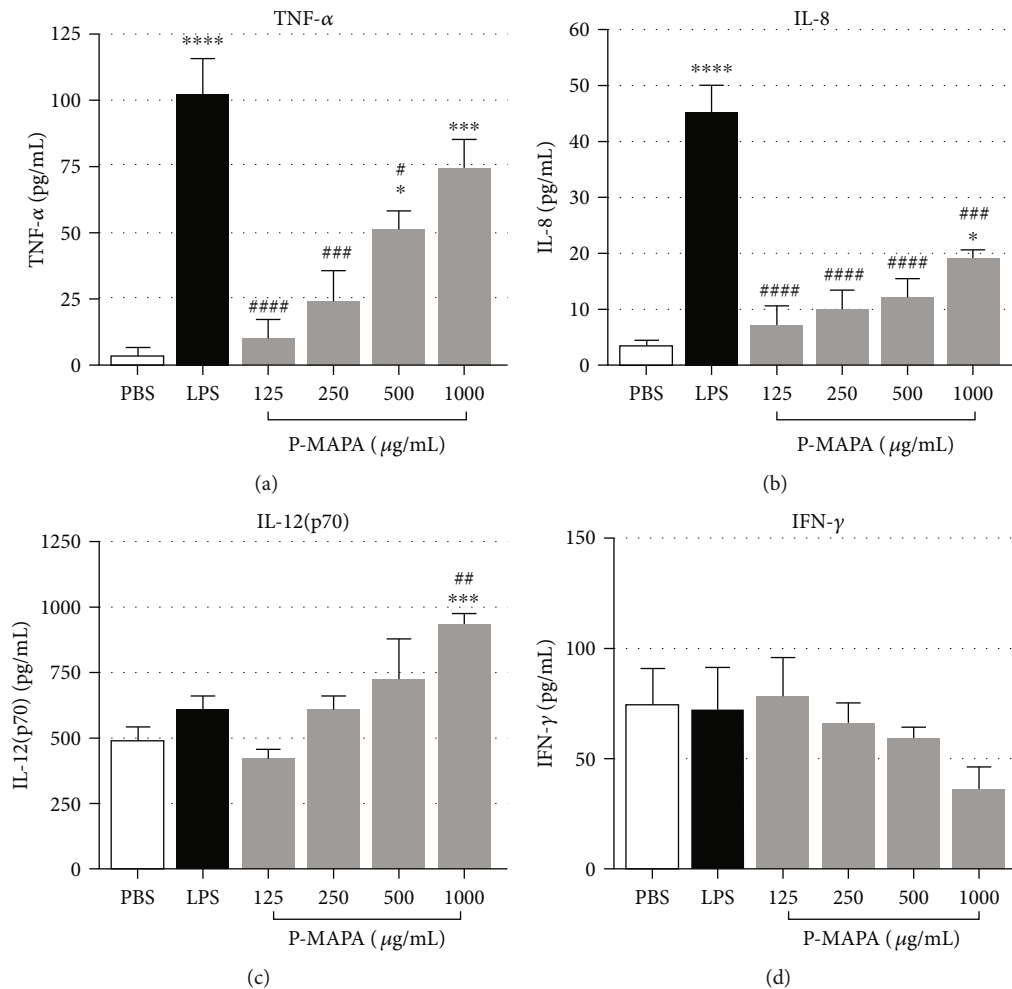 TNF-α
TNF-α (pg/mL)
125
100
75
50
25
0
****
####
###
#
*
***
PBS LPS 125 250 500 1000
P-MAPA (μg/mL)
(a)
IL-8
IL-8 (pg/mL)
60
50
40
30
20
10
0
****
####
####
####
###
*
PBS LPS 125 250 500 1000
P-MAPA (μg/mL)
(b)
IL-12(p70)
IL-12(p70) (pg/mL)
1250
1000
750
500
250
0
##
***
PBS LPS 125 250 500 1000
P-MAPA (μg/mL)
(c)
IFN-γ
IFN-γ (pg/mL)
150
100
50
0
PBS LPS 125 250 500 1000
P-MAPA (μg/mL)
(d)